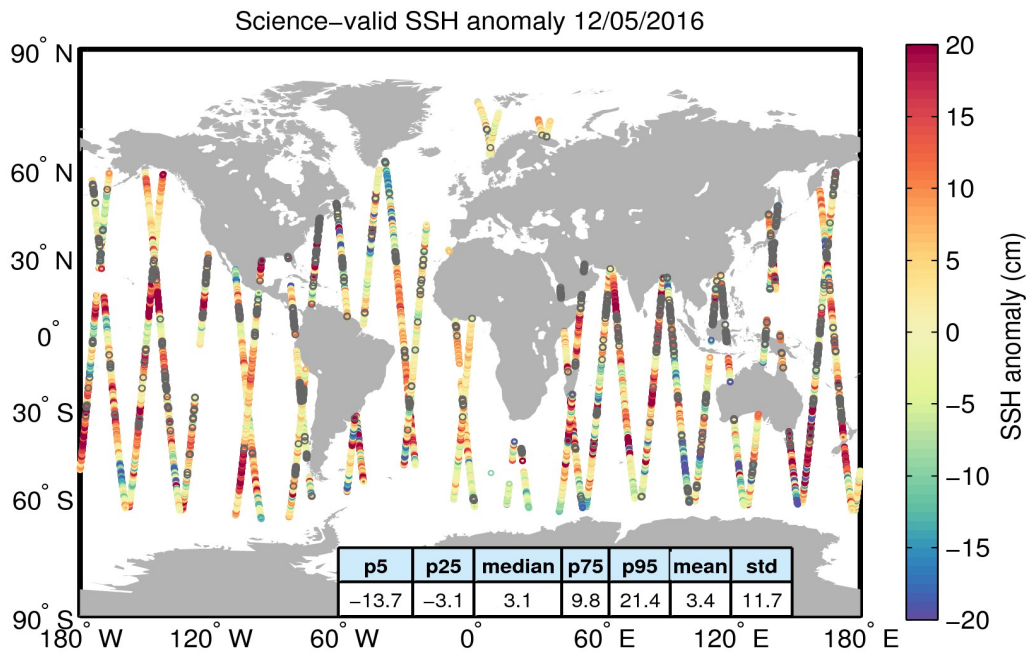 Science−valid SSH anomaly 12/05/2016
90° N
60° N
30° N
0°
30° S
60° S
90° S
180° W
120° W
60° W
0°
60° E
120° E
180° E
p5 p25 median p75 p95 mean std
−13.7 −3.1 3.1 9.8 21.4 3.4 11.7
20
15
10
5
0
−5
−10
−15
−20
SSH anomaly (cm)